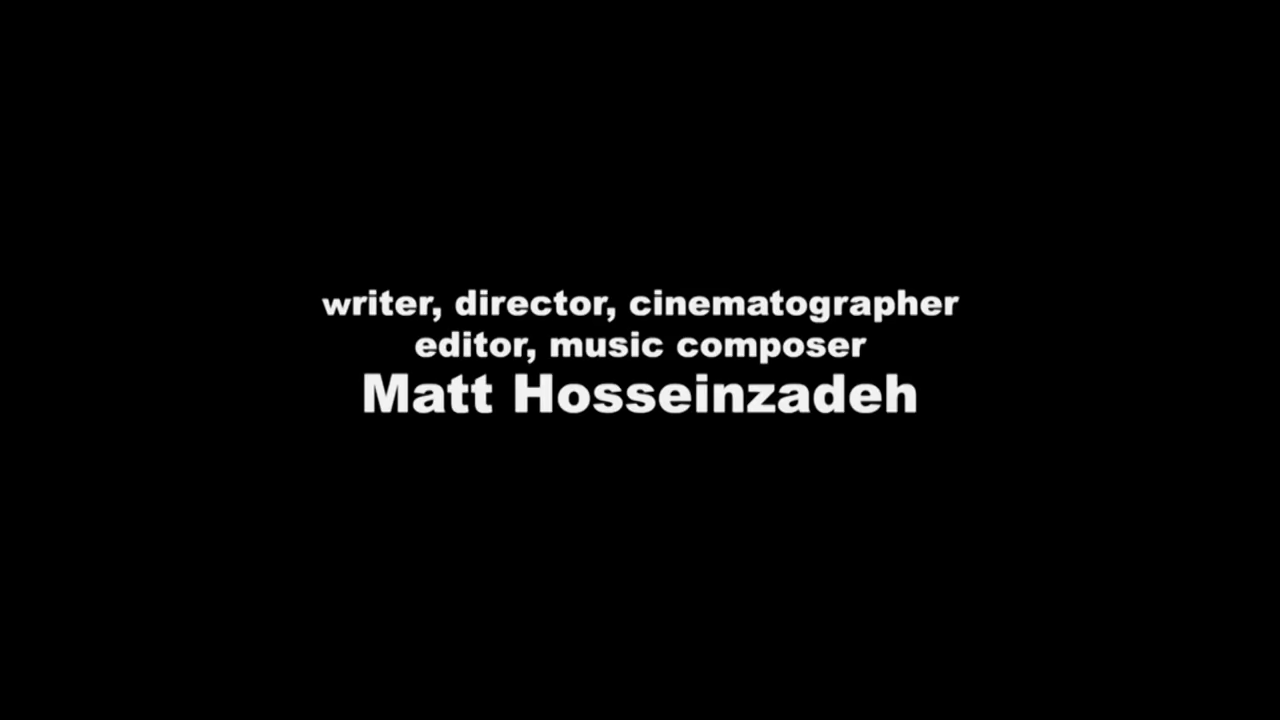 writer, director, cinematographer
editor, music composer
Matt Hosseinzadeh